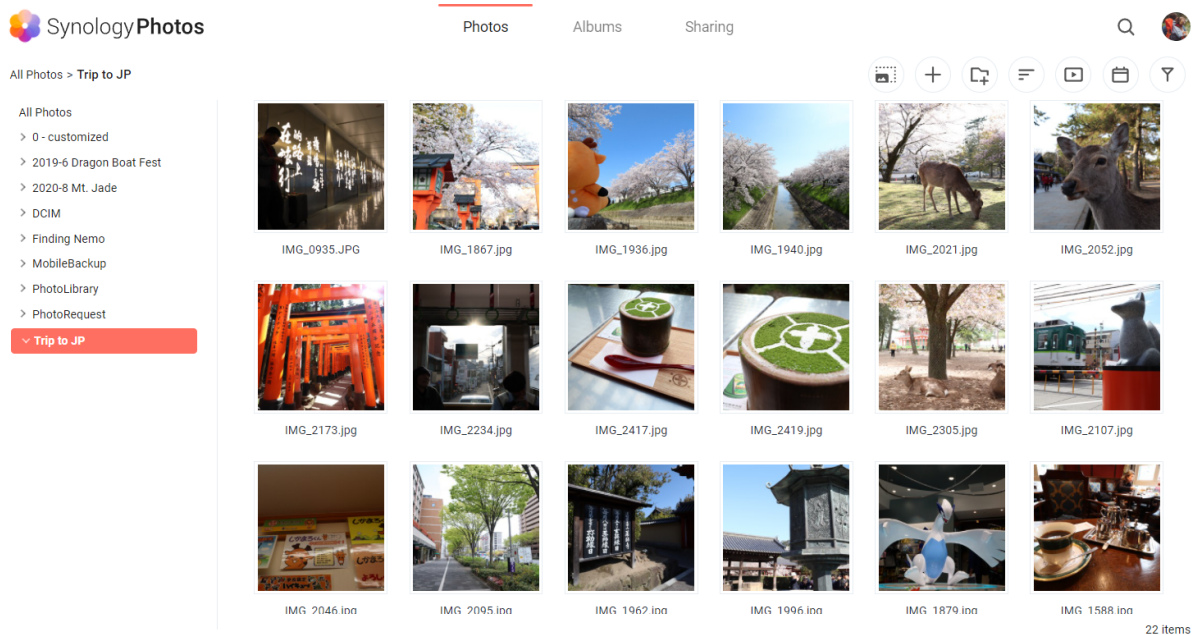 Synology Photos
Photos
Albums
Sharing
All Photos > Trip to JP
All Photos
0 - customized
2019-6 Dragon Boat Fest
2020-8 Mt. Jade
DCIM
Finding Nemo
MobileBackup
PhotoLibrary
PhotoRequest
Trip to JP
IMG_0935.JPG
IMG_1867.jpg
IMG_1936.jpg
IMG_1940.jpg
IMG_2021.jpg
IMG_2052.jpg
IMG_2173.jpg
IMG_2234.jpg
IMG_2417.jpg
IMG_2419.jpg
IMG_2305.jpg
IMG_2107.jpg
IMG_2046.jpg
IMG_2095.jpg
IMG_1962.jpg
IMG_1996.jpg
IMG_1879.jpg
IMG_1588.jpg
22 items